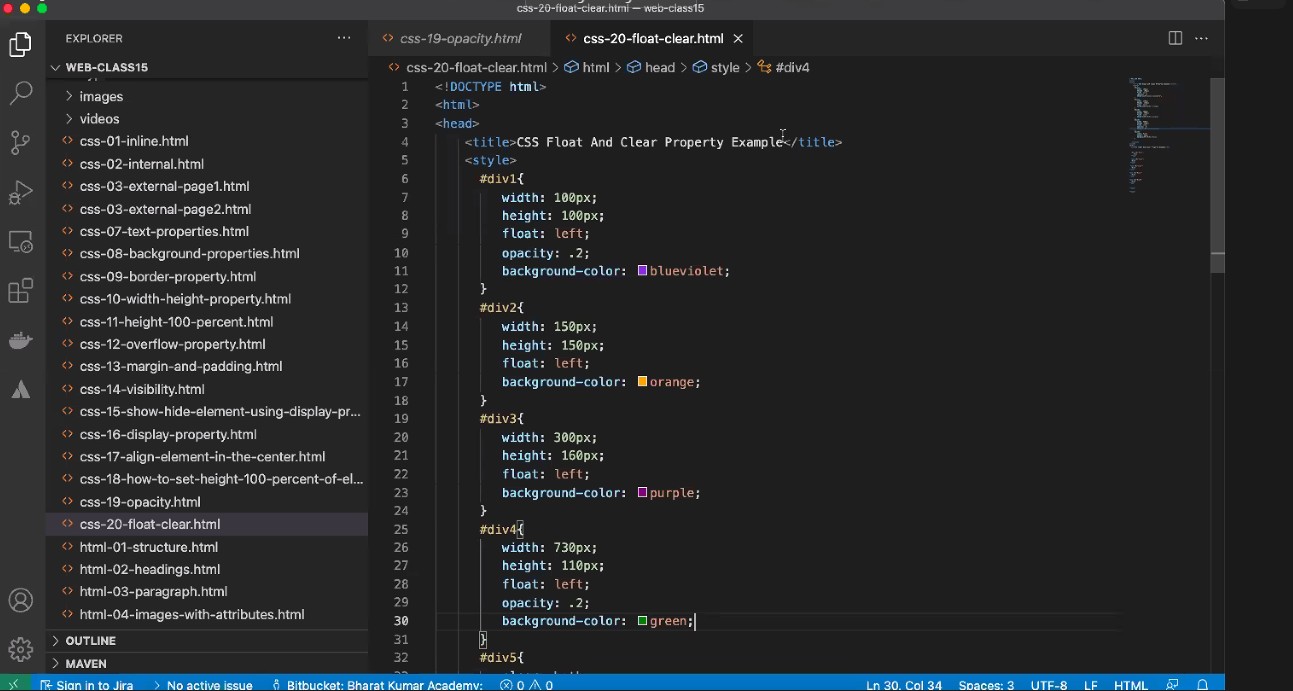 css-20-float-clear.html — web-class15
EXPLORER
WEB-CLASS15
images
videos
css-01-inline.html
css-02-internal.html
css-03-external-page1.html
css-03-external-page2.html
css-07-text-properties.html
css-08-background-properties.html
css-09-border-property.html
css-10-width-height-property.html
css-11-height-100-percent.html
css-12-overflow-property.html
css-13-margin-and-padding.html
css-14-visibility.html
css-15-show-hide-element-using-display-pr...
css-16-display-property.html
css-17-align-element-in-the-center.html
css-18-how-to-set-height-100-percent-of-el...
css-19-opacity.html
css-20-float-clear.html
html-01-structure.html
html-02-headings.html
html-03-paragraph.html
html-04-images-with-attributes.html
OUTLINE
MAVEN
css-19-opacity.html
css-20-float-clear.html
css-20-float-clear.html > html > head > style > #div4
1 <!DOCTYPE html>
2 <html>
3 <head>
4 <title>CSS Float And Clear Property Example</title>
5 <style>
6 #div1{
7 width: 100px;
8 height: 100px;
9 float: left;
10 opacity: .2;
11 background-color: blueviolet;
12 }
13 #div2{
14 width: 150px;
15 height: 150px;
16 float: left;
17 background-color: orange;
18 }
19 #div3{
20 width: 300px;
21 height: 160px;
22 float: left;
23 background-color: purple;
24 }
25 #div4{
26 width: 730px;
27 height: 110px;
28 float: left;
29 opacity: .2;
30 background-color: green;
31 }
32 #div5{
Sign in to Jira
No active issue
Bitbucket: Bharat Kumar Academy:
0 0
Ln 30, Col 34
Spaces: 3
UTF-8
LF
HTML